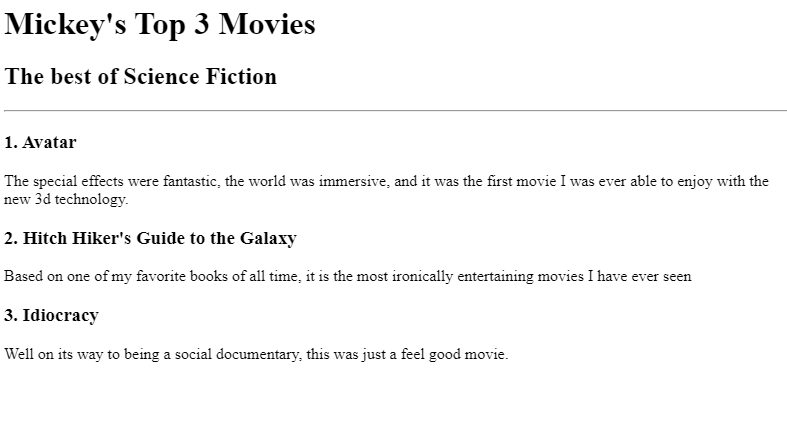 Mickey's Top 3 Movies
The best of Science Fiction
1. Avatar
The special effects were fantastic, the world was immersive, and it was the first movie I was ever able to enjoy with the
new 3d technology.
2. Hitch Hiker's Guide to the Galaxy
Based on one of my favorite books of all time, it is the most ironically entertaining movies I have ever seen
3. Idiocracy
Well on its way to being a social documentary, this was just a feel good movie.